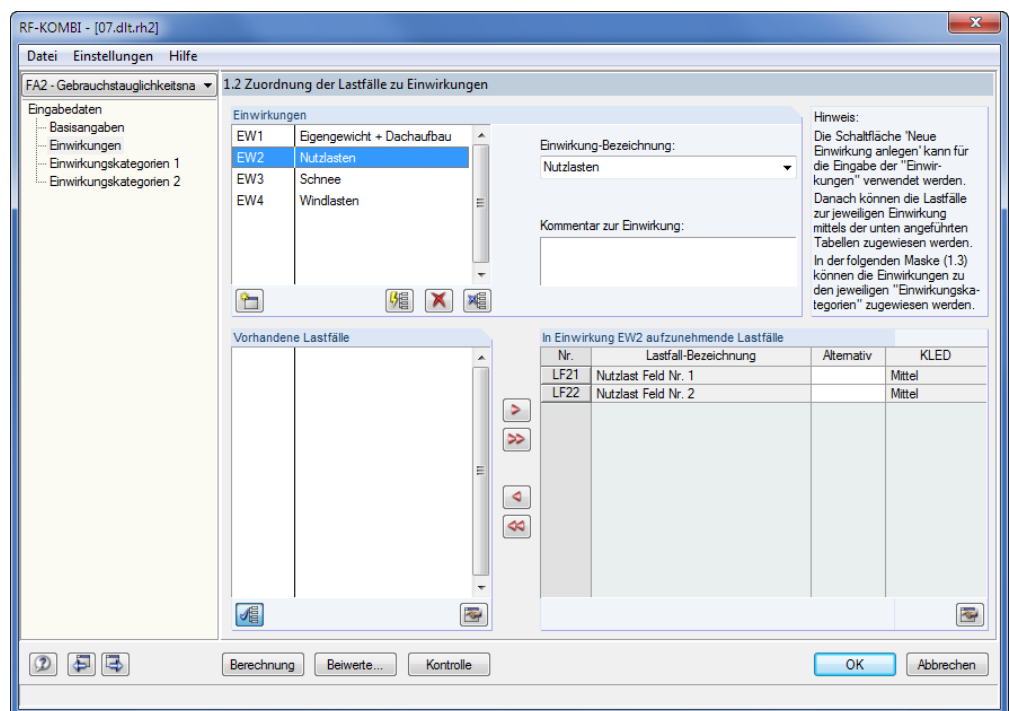 RF-KOMBI - [07.dlt.rh2]
Datei Einstellungen Hilfe
FA2 - Gebrauchstauglichkeitsna
1.2 Zuordnung der Lastfälle zu Einwirkungen
Eingabedaten
Basisangaben
Einwirkungen
Einwirkungskategorien 1
Einwirkungskategorien 2
Einwirkungen
EW1 Eigengewicht + Dachaufbau
EW2 Nutzlasten
EW3 Schnee
EW4 Windlasten
Einwirkung-Bezeichnung:
Nutzlasten
Kommentar zur Einwirkung:
Hinweis:
Die Schaltfläche 'Neue
Einwirkung anlegen' kann für
die Eingabe der "Einwir-
kungen" verwendet werden.
Danach können die Lastfälle
zur jeweiligen Einwirkung
mittels der unten angeführten
Tabellen zugewiesen werden.
In der folgenden Maske (1.3)
können die Einwirkungen zu
den jeweiligen "Einwirkungska-
tegorien" zugewiesen werden.
Vorhandene Lastfälle
In Einwirkung EW2 aufzunehmende Lastfälle
Nr. Lastfall-Bezeichnung Alternativ KLED
LF21 Nutzlast Feld Nr. 1 Mittel
LF22 Nutzlast Feld Nr. 2 Mittel
Berechnung Beiwerte... Kontrolle OK Abbrechen